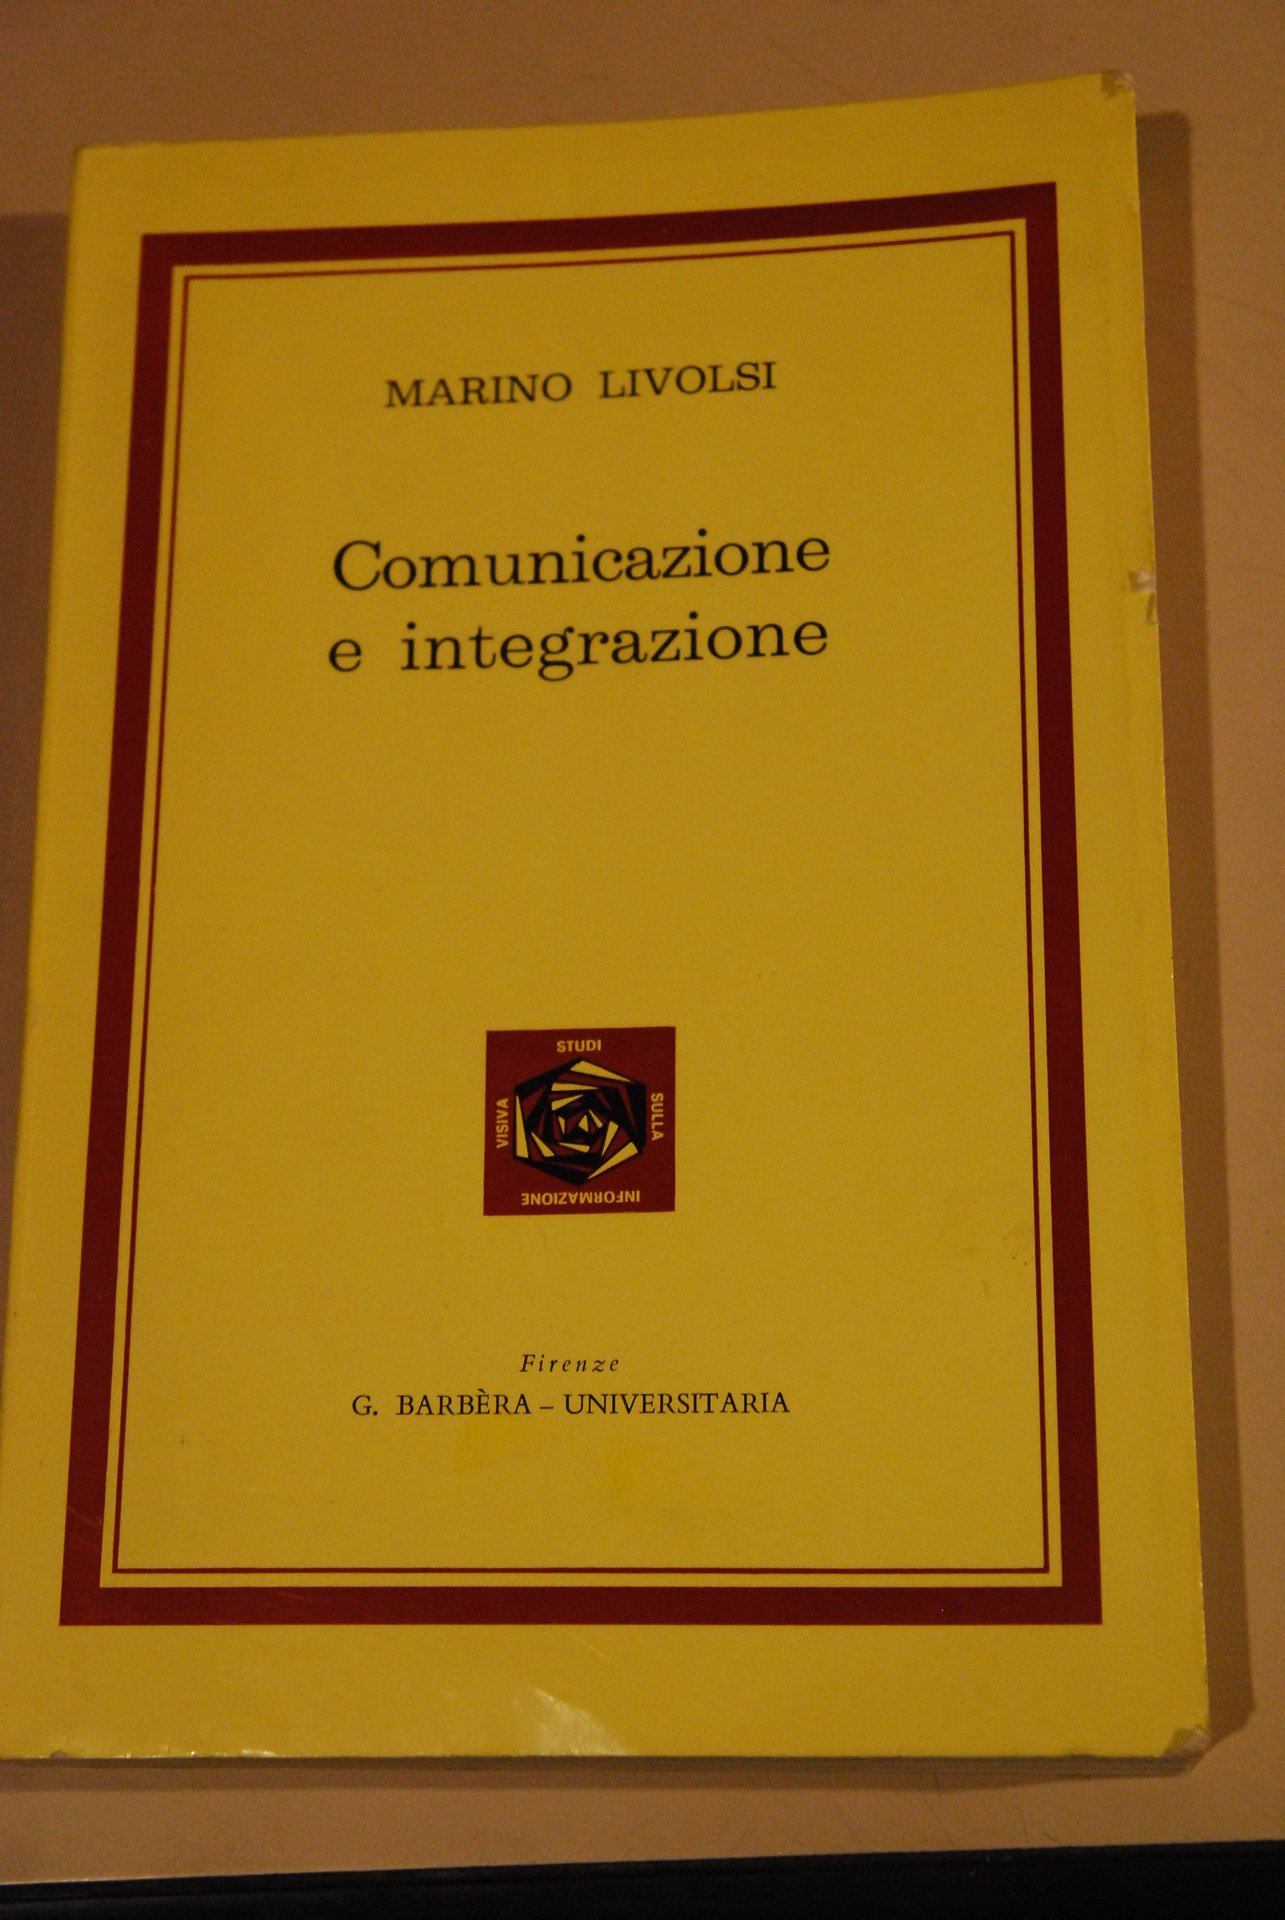 MARINO LIVOLSI
Comunicazione
e integrazione
STUDI
SULLA
INFORMAZIONE
VISIVA
Firenze
G. BARBÈRA – UNIVERSITARIA